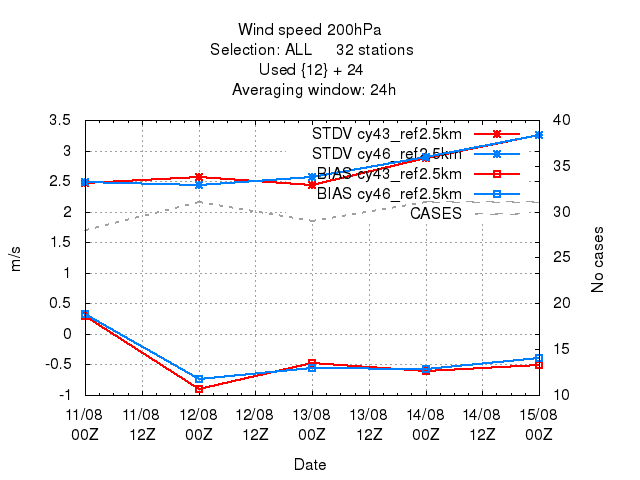 Wind speed 200hPa
Selection: ALL 32 stations
Used {12} + 24
Averaging window: 24h
3.5
3
2.5
2
1.5
1
0.5
0
-0.5
-1
m/s
40
35
30
25
20
15
10
No cases
STDV cy43_ref2.5km
STDV cy46_ref2.5km
BIAS cy43_ref2.5km
BIAS cy46_ref2.5km
CASES
11/08 11/08 12/08 12/08 13/08 13/08 14/08 14/08 15/08
00Z 12Z 00Z 12Z 00Z 12Z 00Z 12Z 00Z
Date